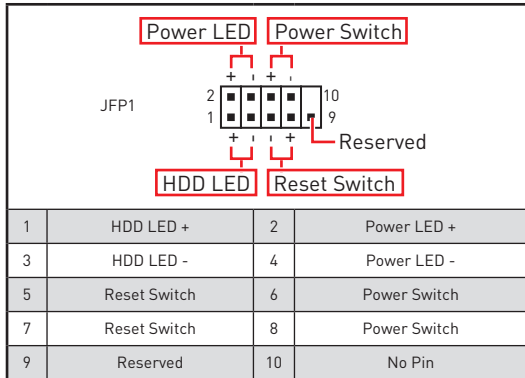 Power LED Power Switch
+ - + -
JFP1
2 10
1 9
+ - - +
Reserved
HDD LED Reset Switch
1 HDD LED + 2 Power LED +
3 HDD LED - 4 Power LED -
5 Reset Switch 6 Power Switch
7 Reset Switch 8 Power Switch
9 Reserved 10 No Pin